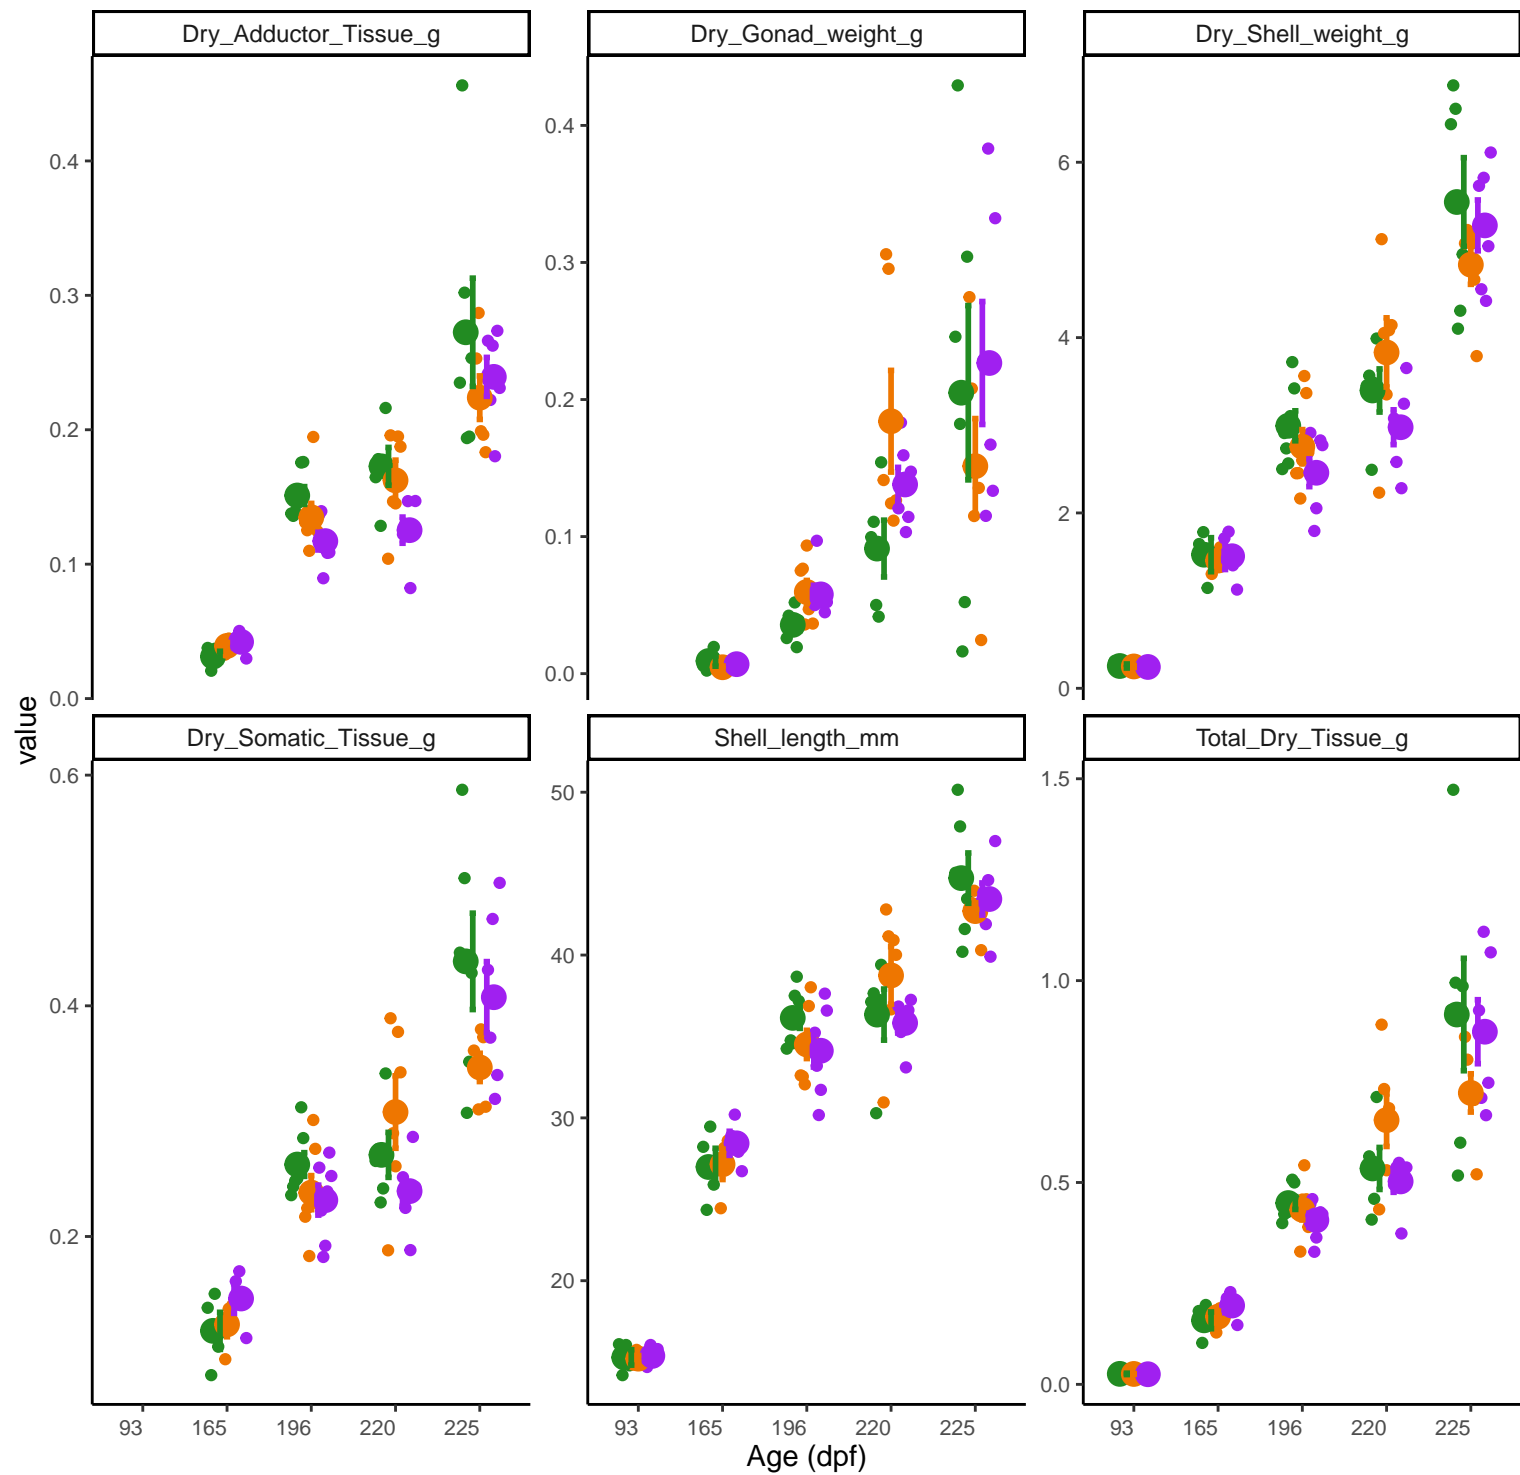 Dry_Adductor_Tissue_g
Dry_Gonad_weight_g
Dry_Shell_weight_g
0.4
0.3
0.2
0.1
0.0
0.4
0.3
0.2
0.1
0.0
6
4
2
0
value
Dry_Somatic_Tissue_g
Shell_length_mm
Total_Dry_Tissue_g
0.6
0.4
0.2
50
40
30
20
1.5
1.0
0.5
0.0
93 165 196 220 225
93 165 196 220 225
93 165 196 220 225
Age (dpf)